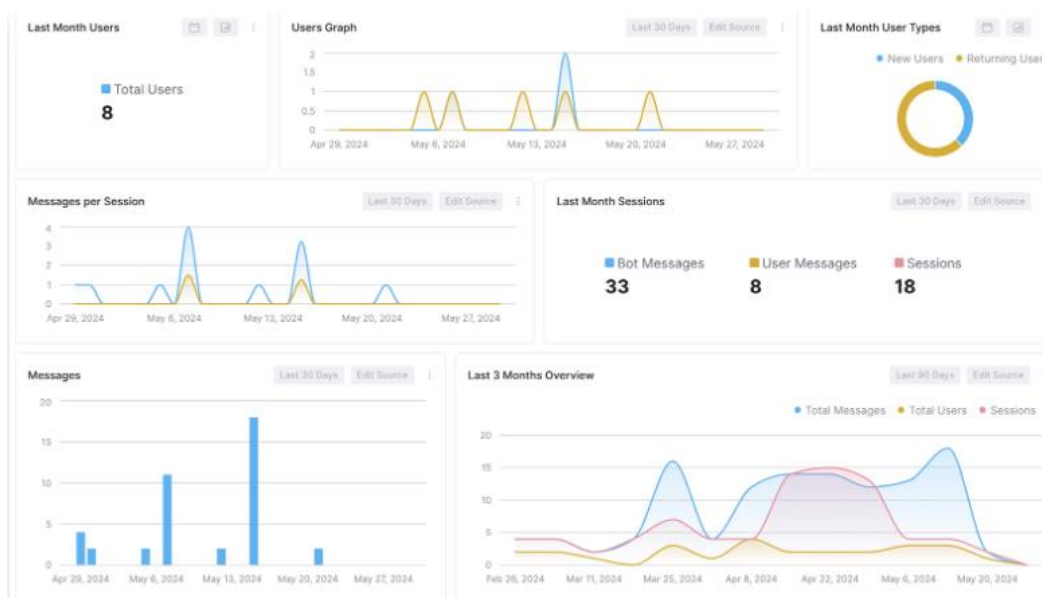 Last Month Users
Total Users
8
Users Graph
Last 30 Days Edit Source
2
1.5
1
0.5
0
Apr 29, 2024 May 6, 2024 May 13, 2024 May 20, 2024 May 27, 2024
Last Month User Types
New Users Returning User
Messages per Session
Last 30 Days Edit Source
4
3
2
1
0
Apr 29, 2024 May 6, 2024 May 13, 2024 May 20, 2024 May 27, 2024
Last Month Sessions
Last 30 Days Edit Source
Bot Messages User Messages Sessions
33 8 18
Messages
Last 30 Days Edit Source
20
15
10
5
0
Apr 29, 2024 May 6, 2024 May 13, 2024 May 20, 2024 May 27, 2024
Last 3 Months Overview
Last 90 Days Edit Source
Total Messages Total Users Sessions
20
15
10
5
0
Feb 26, 2024 Mar 11, 2024 Mar 25, 2024 Apr 8, 2024 Apr 22, 2024 May 6, 2024 May 20, 2024